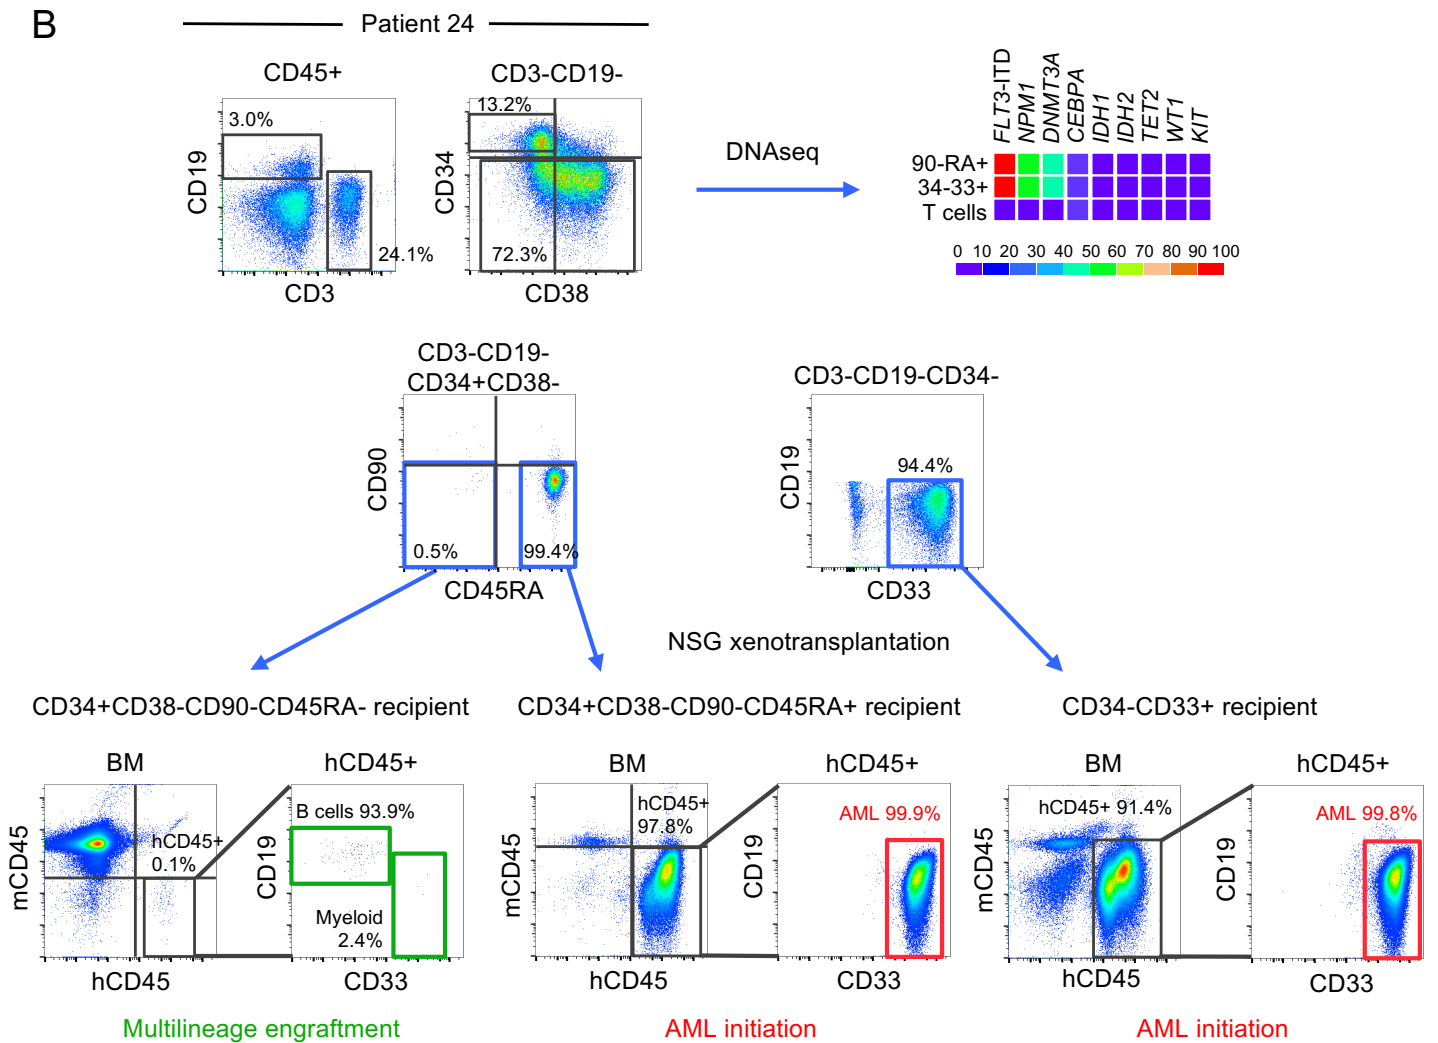 B
Patient 24
CD45+
CD3-CD19-
3.0%
24.1%
CD19
CD3
13.2%
72.3%
CD34
CD38
DNAseq
FLT3-ITD
NPM1
DNMT3A
CEBPA
IDH1
IDH2
TET2
WT1
KIT
90-RA+
34-33+
T cells
0 10 20 30 40 50 60 70 80 90 100
CD3-CD19-
CD34+CD38-
CD90
0.5%
99.4%
CD45RA
CD3-CD19-CD34-
CD19
94.4%
CD33
NSG xenotransplantation
CD34+CD38-CD90-CD45RA- recipient
CD34+CD38-CD90-CD45RA+ recipient
CD34-CD33+ recipient
BM
hCD45+
mCD45
hCD45+
0.1%
hCD45
CD19
B cells 93.9%
Myeloid
2.4%
CD33
Multilineage engraftment
BM
hCD45+
mCD45
hCD45+
97.8%
hCD45
CD19
AML 99.9%
CD33
AML initiation
BM
hCD45+
mCD45
hCD45+ 91.4%
hCD45
CD19
AML 99.8%
CD33
AML initiation